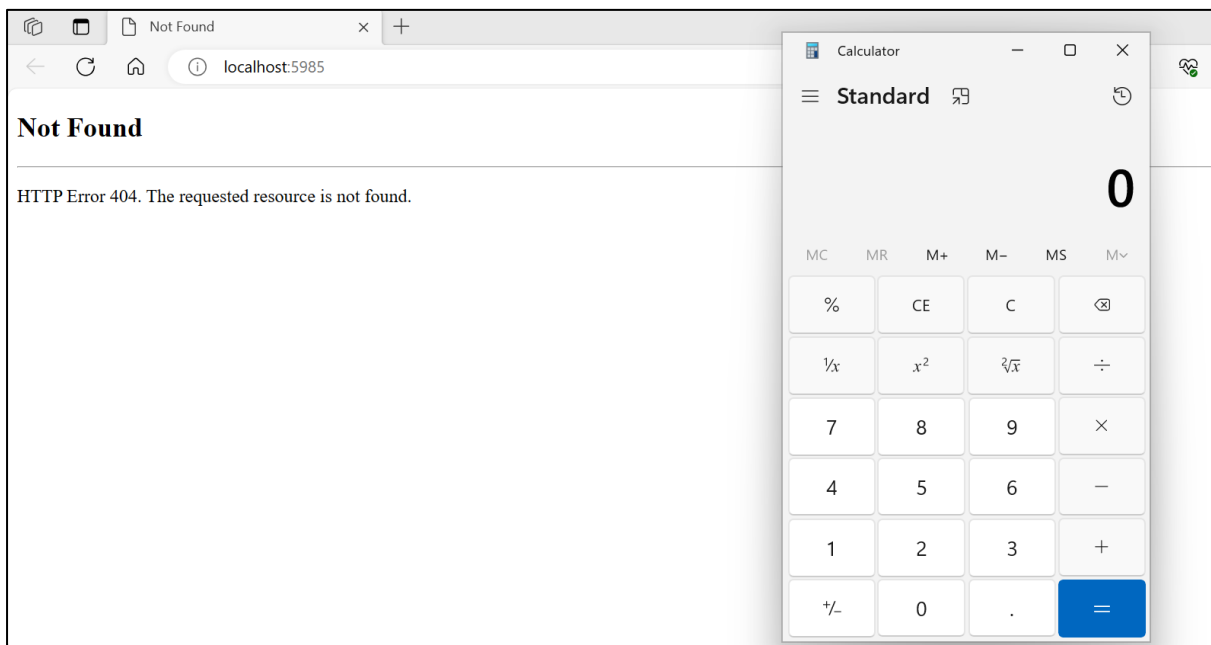 Not Found
localhost:5985
Not Found
HTTP Error 404. The requested resource is not found.
Calculator
Standard
0
MC MR M+ M− MS M
% CE C
¹/x x² ²√x ÷
7 8 9 ×
4 5 6 −
1 2 3 +
+/− 0 . =